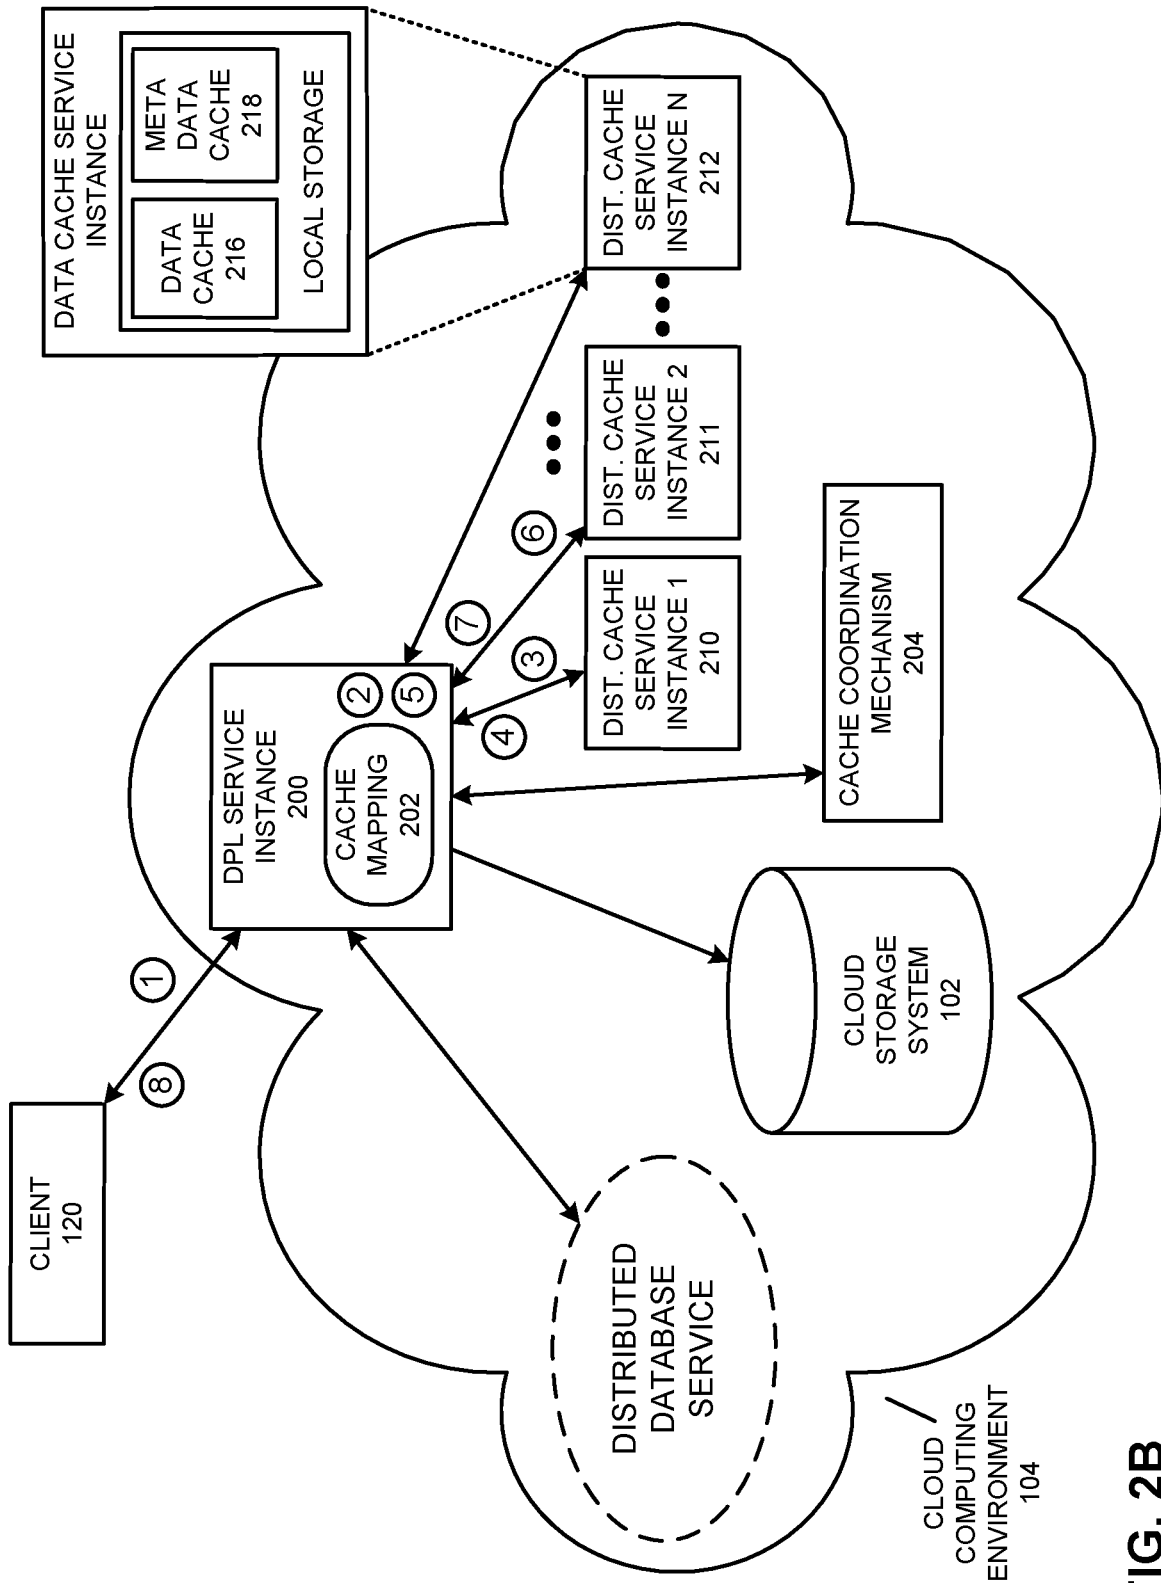 CLIENT
120
8
1
DPL SERVICE
INSTANCE
200
CACHE
MAPPING
202
2
5
DATA CACHE SERVICE
INSTANCE
DATA
CACHE
216
META
DATA
CACHE
218
LOCAL STORAGE
4
3
7
6
DISTRIBUTED
DATABASE
SERVICE
CLOUD
STORAGE
SYSTEM
102
CACHE COORDINATION
MECHANISM
204
DIST. CACHE
SERVICE
INSTANCE 1
210
DIST. CACHE
SERVICE
INSTANCE 2
211
DIST. CACHE
SERVICE
INSTANCE N
212
CLOUD
COMPUTING
ENVIRONMENT
104
FIG. 2B